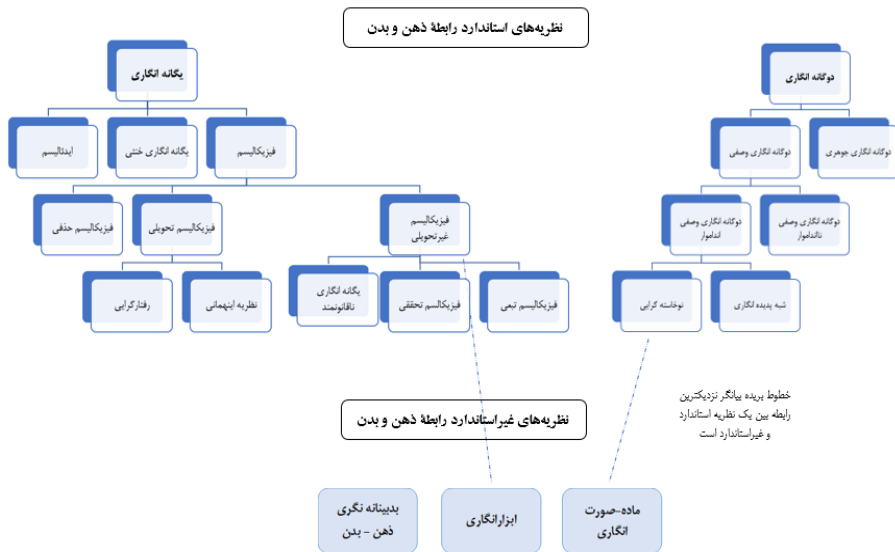 نظریه‌های استاندارد رابطهٔ ذهن و بدن
دوگانه انگاری
یگانه انگاری
دوگانه انگاری جوهری
دوگانه انگاری وصفی
فیزیکالیسم
یگانه انگاری خنثی
ایدئالیسم
دوگانه انگاری وصفی
ناانداموار
دوگانه انگاری وصفی
انداموار
فیزیکالیسم
غیرتحویلی
فیزیکالیسم تحویلی
فیزیکالیسم حذفی
شبه پدیده انگاری
نوخاسته گرایی
فیزیکالیسم تبعی
فیزیکالسم تحققی
یگانه انگاری
ناقانونمند
نظریه اینهمانی
رفتارگرایی
خطوط بریده بیانگر نزدیکترین
رابطه بین یک نظریه استاندارد
و غیراستاندارد است
نظریه‌های غیراستاندارد رابطهٔ ذهن و بدن
ماده-صورت
انگاری
ابزارانگاری
بدبینانه نگری
ذهن - بدن